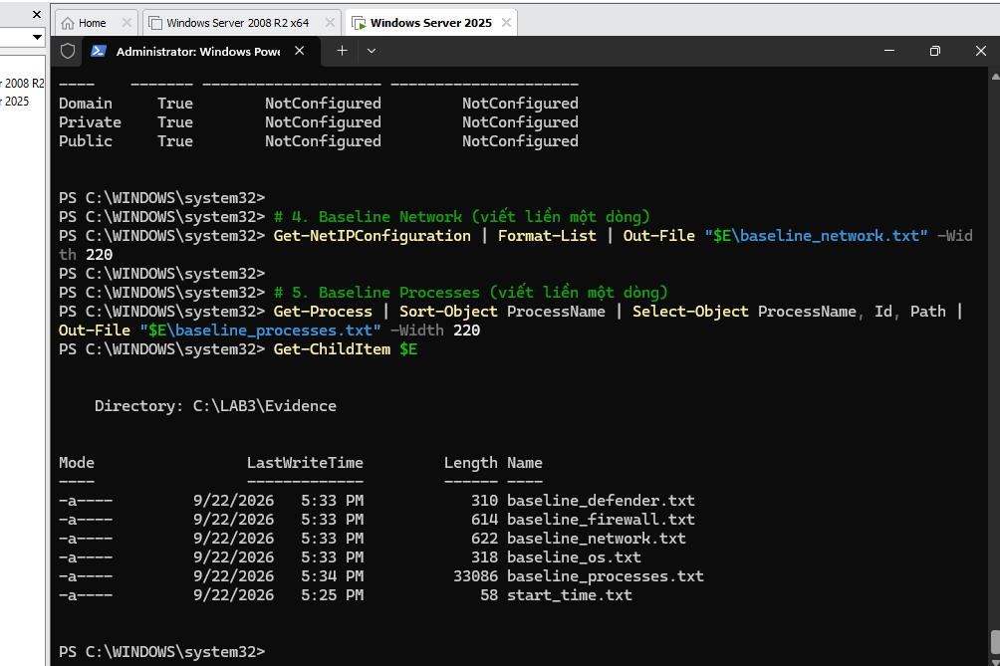 Home
Windows Server 2008 R2 x64
Windows Server 2025
Administrator: Windows Powe
r 2008 R2
r 2025
---- ------- -------------------- ---------------------
Domain True NotConfigured NotConfigured
Private True NotConfigured NotConfigured
Public True NotConfigured NotConfigured
PS C:\WINDOWS\system32>
PS C:\WINDOWS\system32> # 4. Baseline Network (viết liền một dòng)
PS C:\WINDOWS\system32> Get-NetIPConfiguration | Format-List | Out-File "$E\baseline_network.txt" -Wid
th 220
PS C:\WINDOWS\system32>
PS C:\WINDOWS\system32> # 5. Baseline Processes (viết liền một dòng)
PS C:\WINDOWS\system32> Get-Process | Sort-Object ProcessName | Select-Object ProcessName, Id, Path |
Out-File "$E\baseline_processes.txt" -Width 220
PS C:\WINDOWS\system32> Get-ChildItem $E
Directory: C:\LAB3\Evidence
Mode LastWriteTime Length Name
---- ------------- ------ ----
-a---- 9/22/2026 5:33 PM 310 baseline_defender.txt
-a---- 9/22/2026 5:33 PM 614 baseline_firewall.txt
-a---- 9/22/2026 5:33 PM 622 baseline_network.txt
-a---- 9/22/2026 5:33 PM 318 baseline_os.txt
-a---- 9/22/2026 5:34 PM 33086 baseline_processes.txt
-a---- 9/22/2026 5:25 PM 58 start_time.txt
PS C:\WINDOWS\system32>